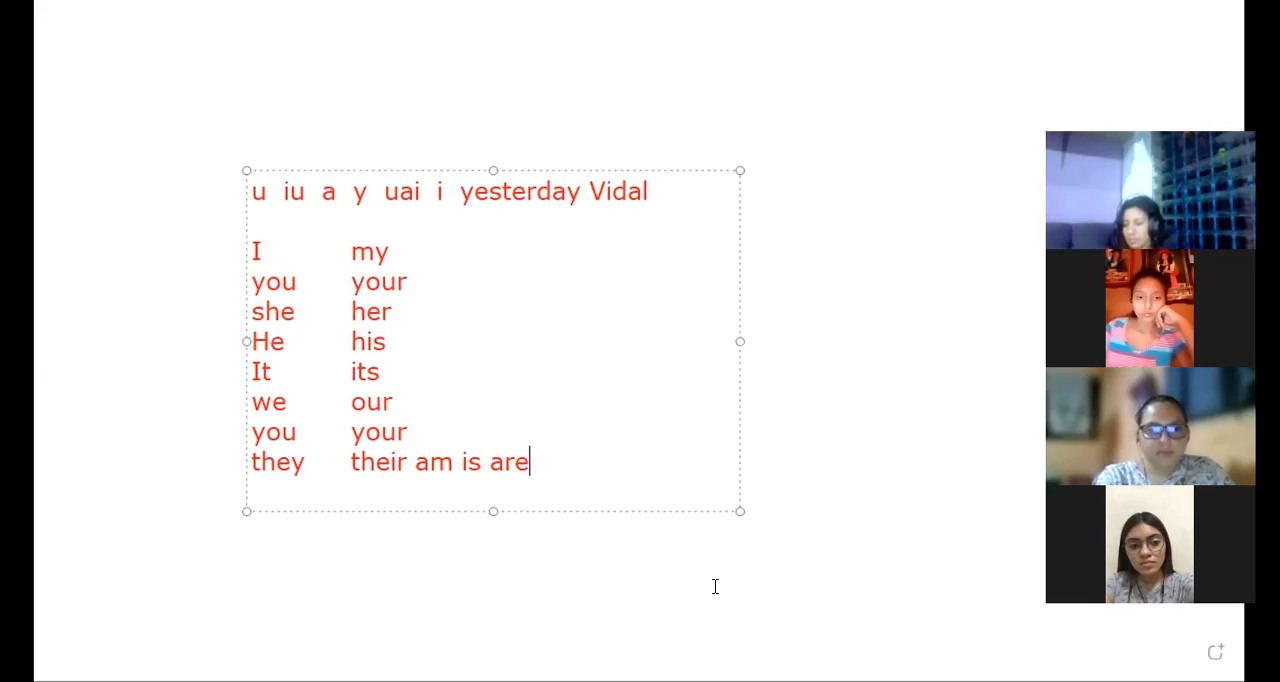 u iu a y uai i yesterday Vidal
I my
you your
she her
He his
It its
we our
you your
they their am is are